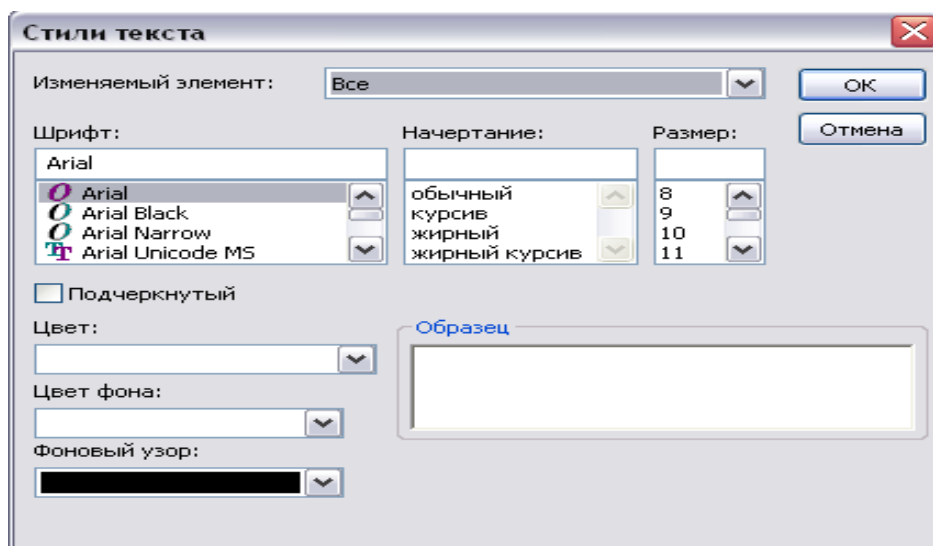 Стили текста
Изменяемый элемент: Все ОК
Шрифт: Начертание: Размер: Отмена
Arial
Arial обычный 8
Arial Black курсив 9
Arial Narrow жирный 10
Arial Unicode MS жирный курсив 11
Подчеркнутый
Цвет: Образец
Цвет фона:
Фоновый узор: